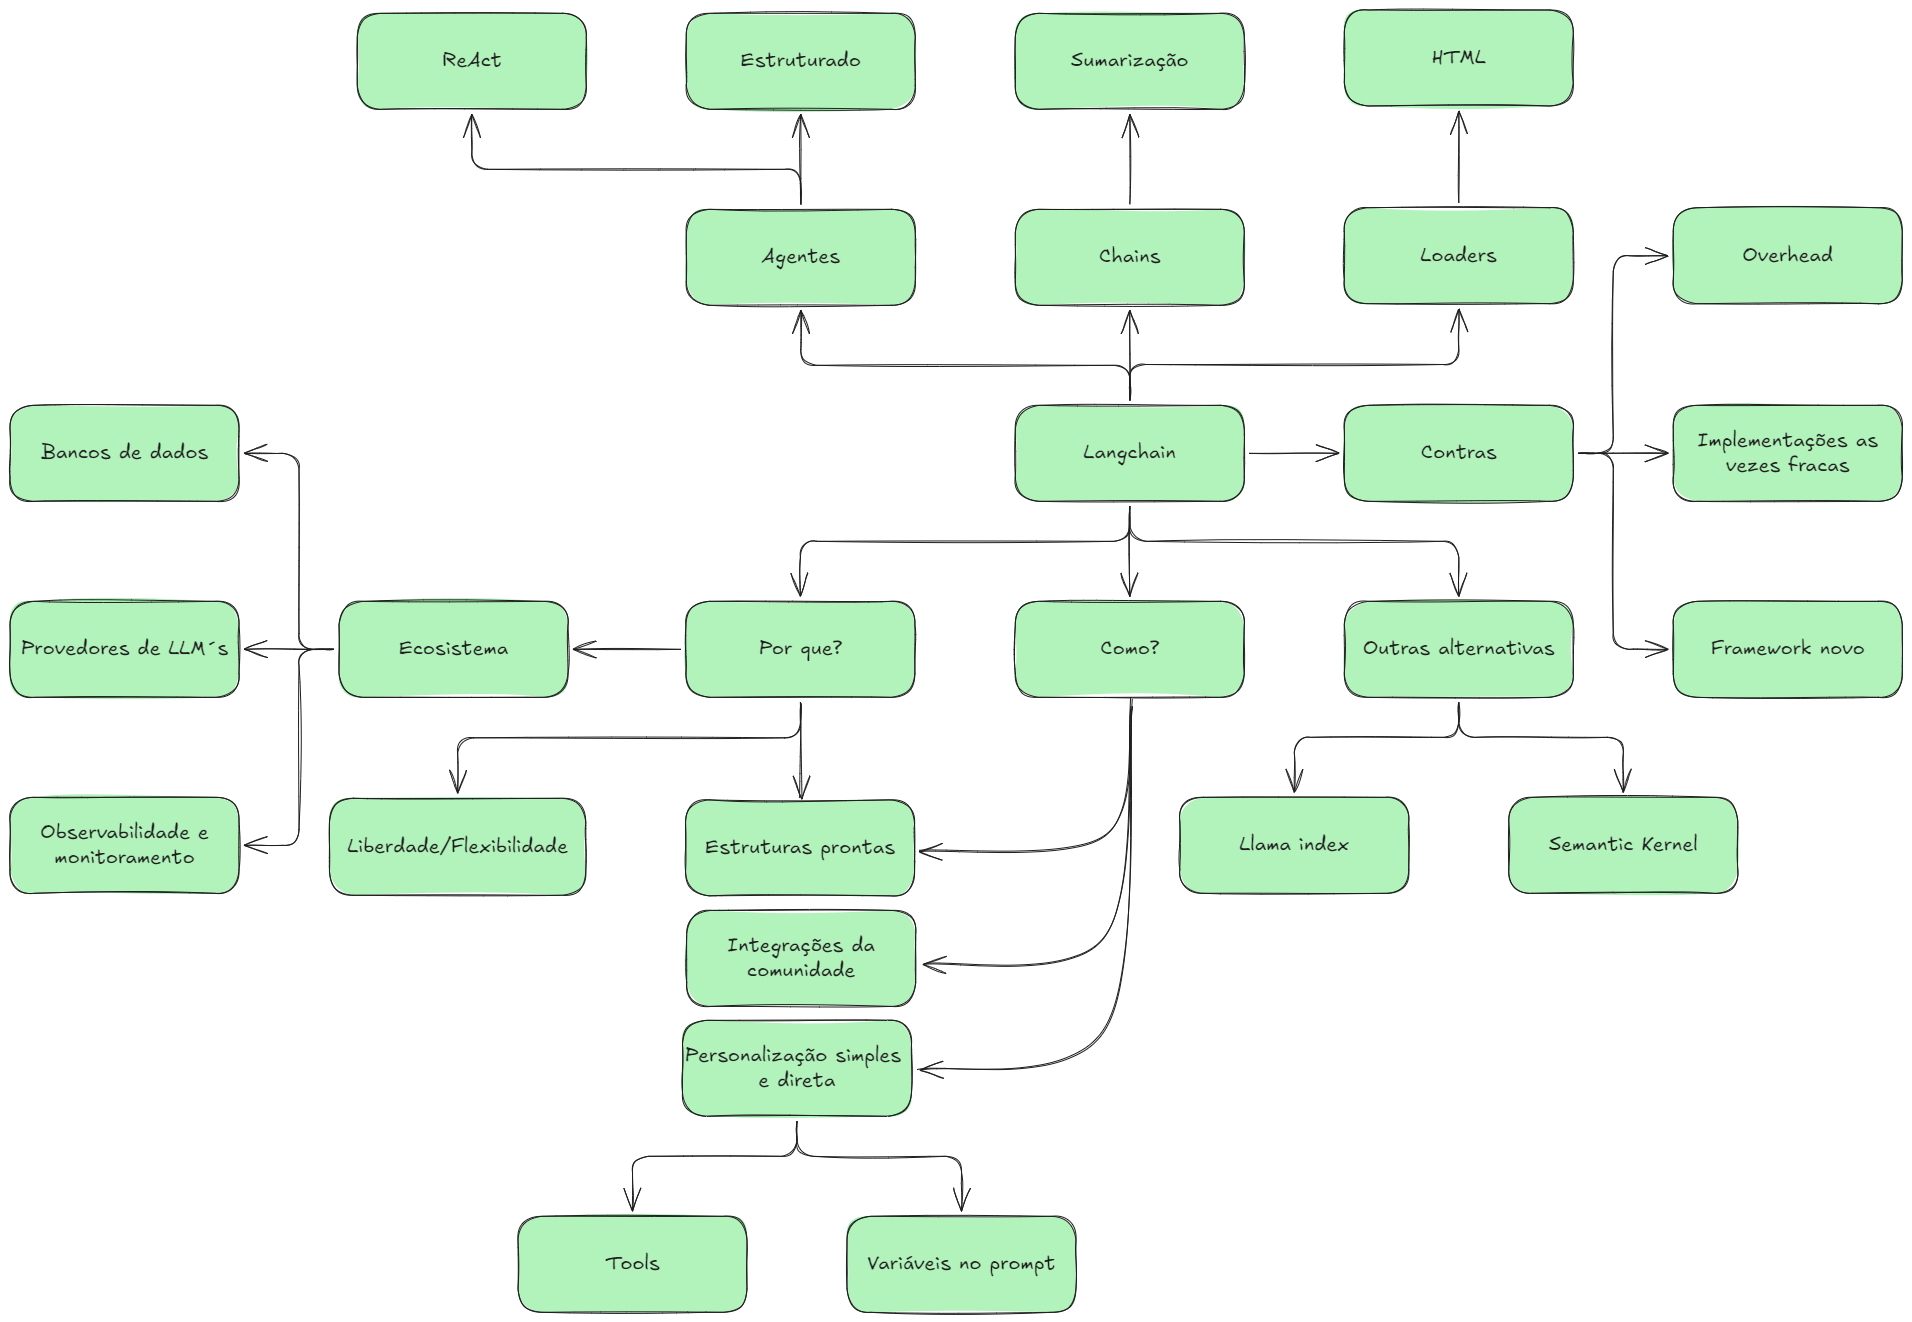 ReAct
Estruturado
Sumarização
HTML
Agentes
Chains
Loaders
Overhead
Bancos de dados
Langchain
Contras
Implementações as
vezes fracas
Provedores de LLM´s
Ecosistema
Por que?
Como?
Outras alternativas
Framework novo
Observabilidade e
monitoramento
Liberdade/Flexibilidade
Estruturas prontas
Llama index
Semantic Kernel
Integrações da
comunidade
Personalização simples
e direta
Tools
Variáveis no prompt